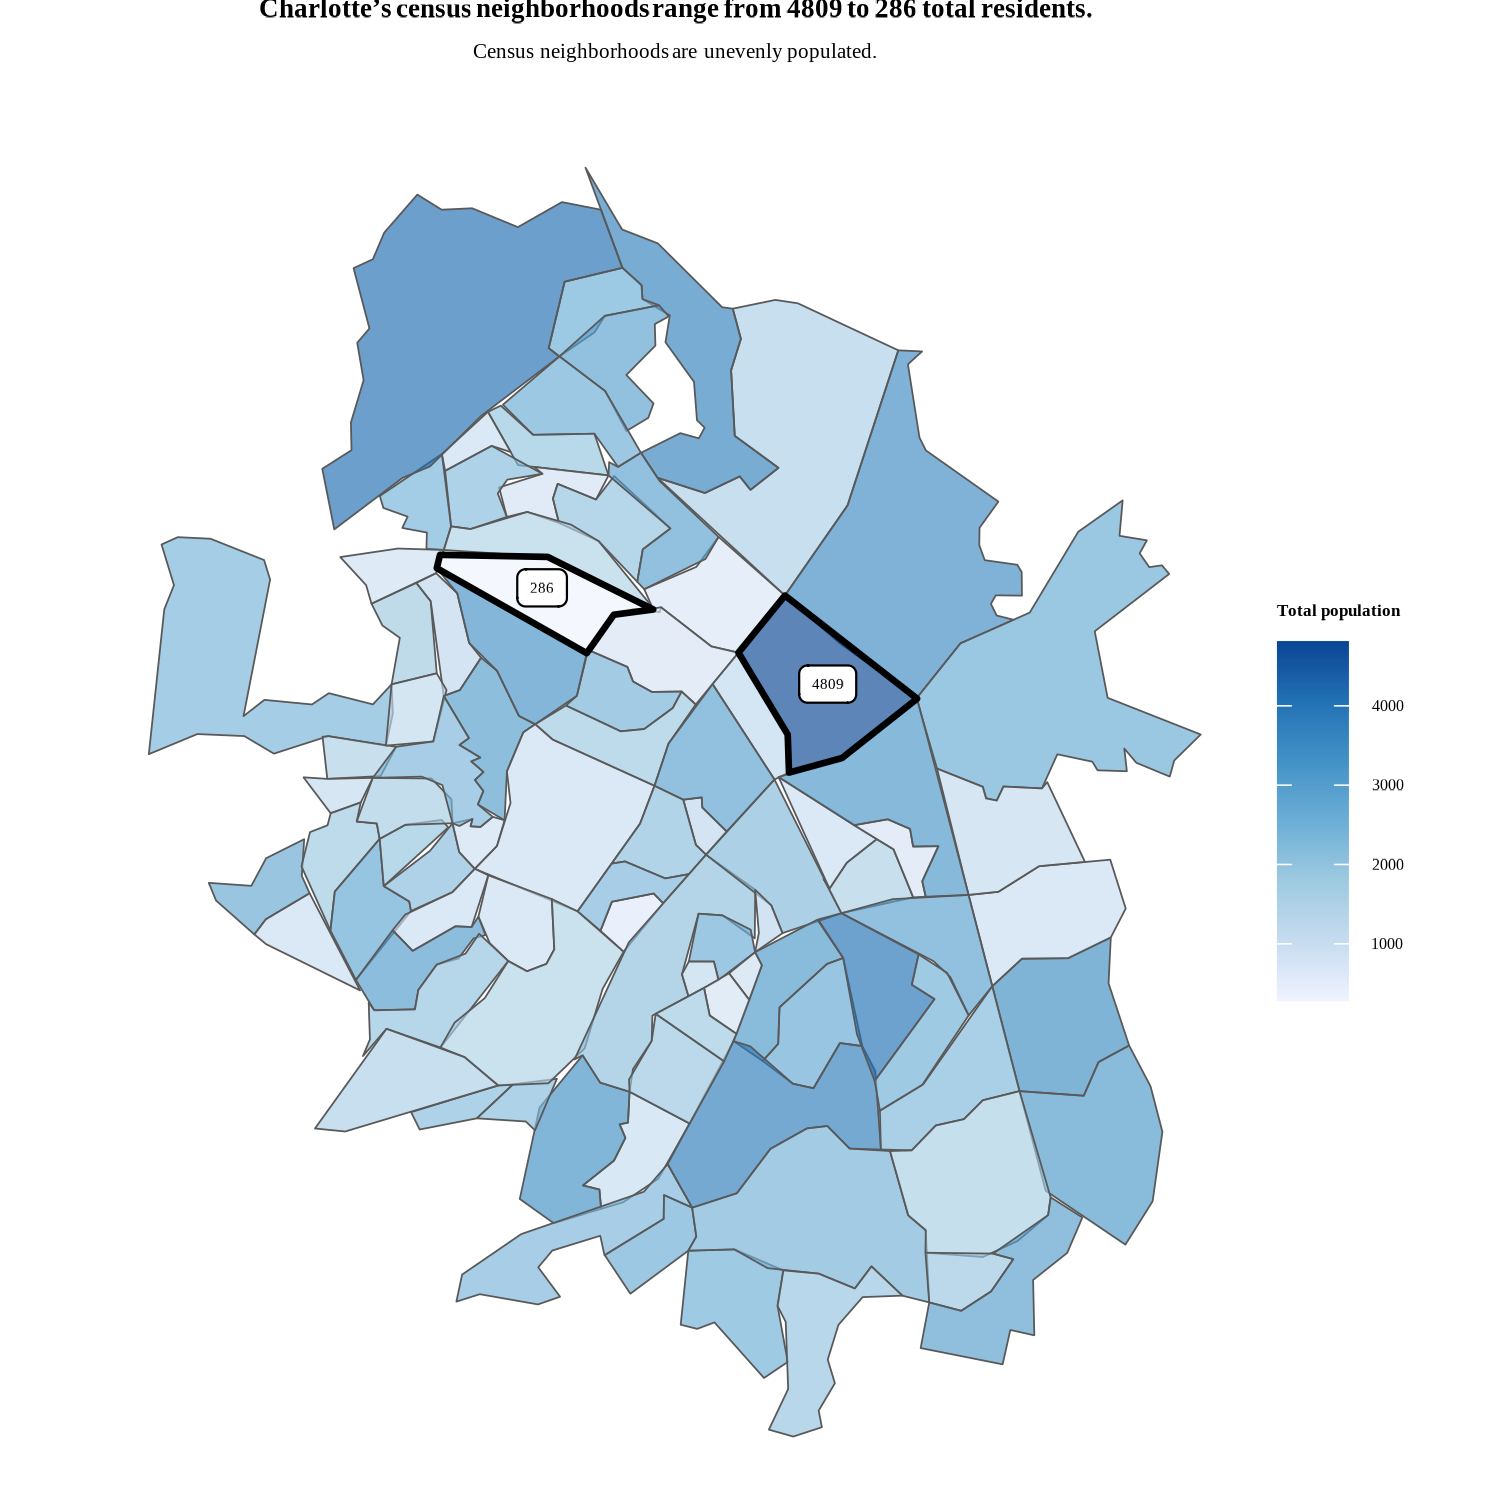 Charlotte’s census neighborhoods range from 4809 to 286 total residents.
Census neighborhoods are unevenly populated.
286
Total population
4809
4000
3000
2000
1000